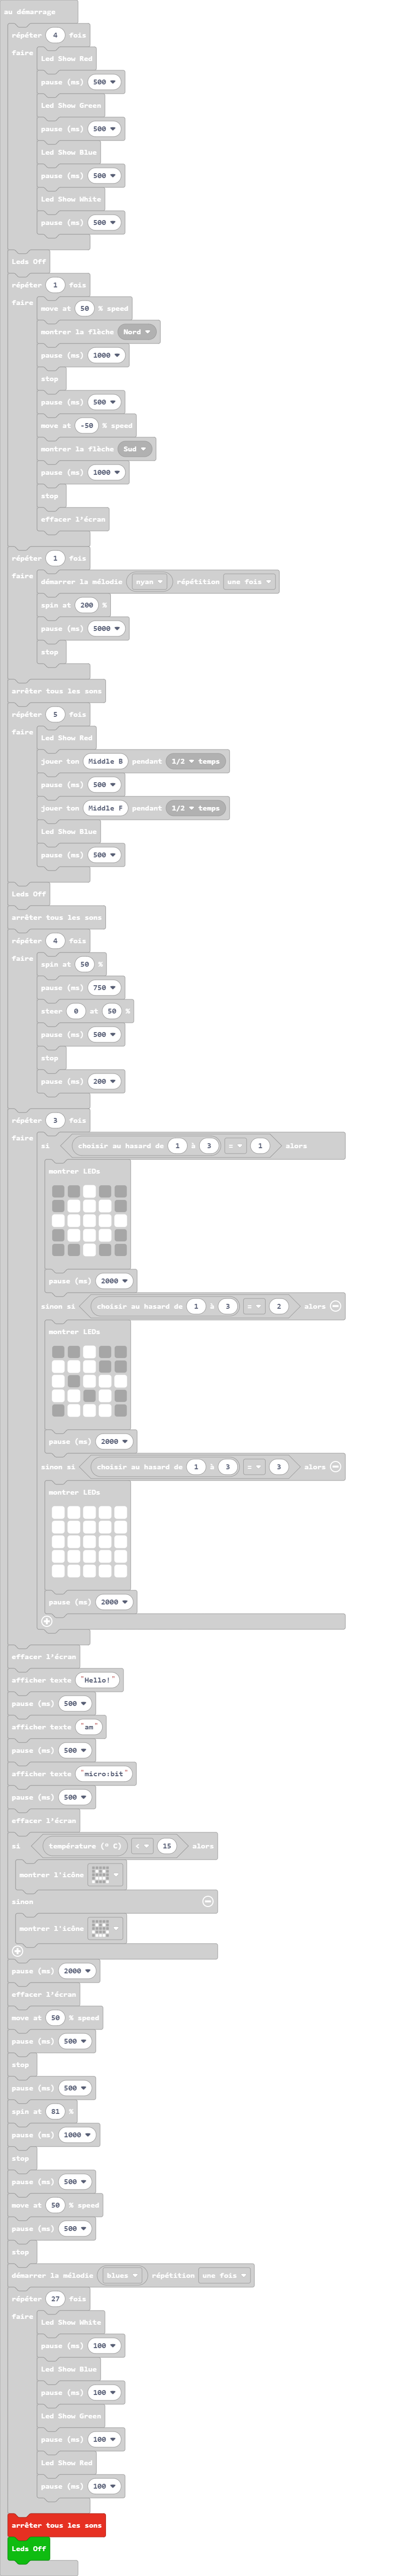 au démarrage
répéter 4 fois
faire
Led Show Red
pause (ms) 500
Led Show Green
pause (ms) 500
Led Show Blue
pause (ms) 500
Led Show White
pause (ms) 500
Leds Off
répéter 1 fois
faire
move at 50 % speed
montrer la flèche Nord
pause (ms) 1000
stop
pause (ms) 500
move at -50 % speed
montrer la flèche Sud
pause (ms) 1000
stop
effacer l'écran
répéter 1 fois
faire
démarrer la mélodie nyan répétition une fois
spin at 200 %
pause (ms) 5000
stop
arrêter tous les sons
répéter 5 fois
faire
Led Show Red
jouer ton Middle B pendant 1/2 temps
pause (ms) 500
jouer ton Middle F pendant 1/2 temps
Led Show Blue
pause (ms) 500
Leds Off
arrêter tous les sons
répéter 4 fois
faire
spin at 50 %
pause (ms) 750
steer 0 at 50 %
pause (ms) 500
stop
pause (ms) 200
répéter 3 fois
faire
si choisir au hasard de 1 à 3 = 1 alors
montrer LEDs
pause (ms) 2000
sinon si choisir au hasard de 1 à 3 = 2 alors
montrer LEDs
pause (ms) 2000
sinon si choisir au hasard de 1 à 3 = 3 alors
montrer LEDs
pause (ms) 2000
effacer l'écran
afficher texte "Hello!"
pause (ms) 500
afficher texte "am"
pause (ms) 500
afficher texte "micro:bit"
pause (ms) 500
effacer l'écran
si température (° C) < 15 alors
montrer l'icône
sinon
montrer l'icône
pause (ms) 2000
effacer l'écran
move at 50 % speed
pause (ms) 500
stop
pause (ms) 500
spin at 81 %
pause (ms) 1000
stop
pause (ms) 500
move at 50 % speed
pause (ms) 500
stop
démarrer la mélodie blues répétition une fois
répéter 27 fois
faire
Led Show White
pause (ms) 100
Led Show Blue
pause (ms) 100
Led Show Green
pause (ms) 100
Led Show Red
pause (ms) 100
arrêter tous les sons
Leds Off